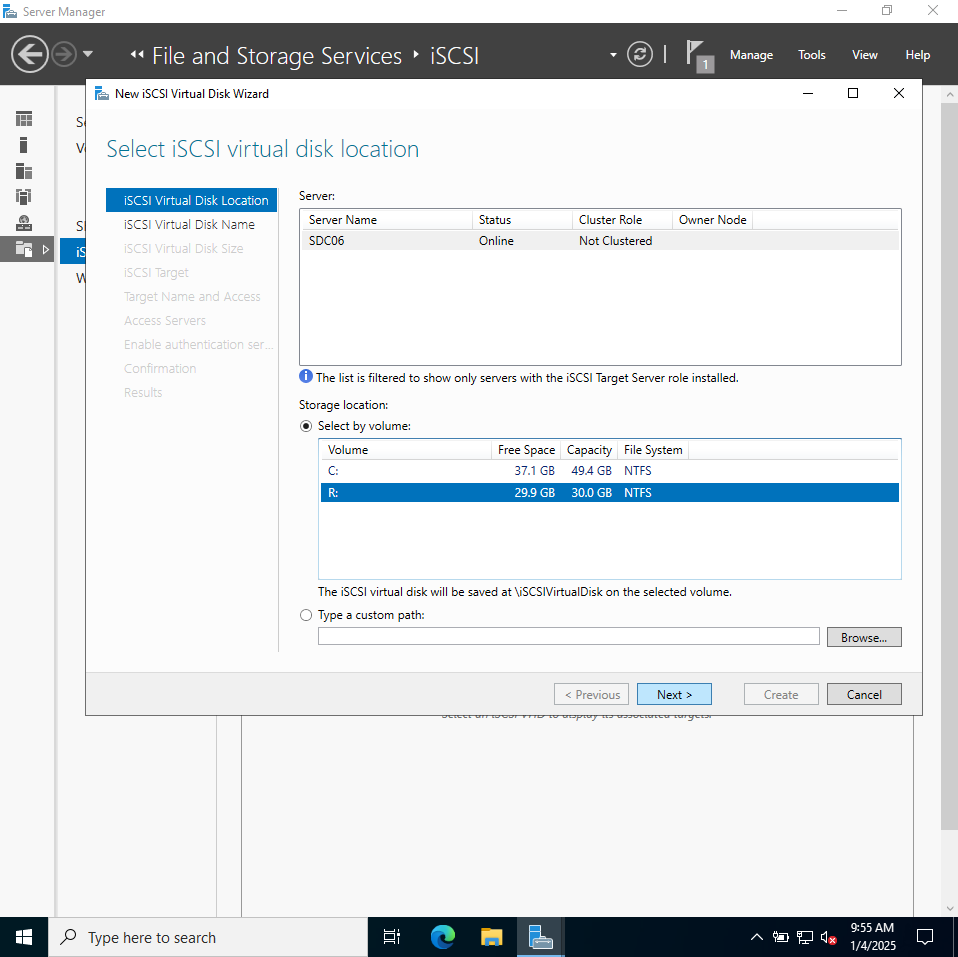 Server Manager
File and Storage Services
iSCSI
1
Manage
Tools
View
Help
New iSCSI Virtual Disk Wizard
Select iSCSI virtual disk location
iSCSI Virtual Disk Location
iSCSI Virtual Disk Name
iSCSI Virtual Disk Size
iSCSI Target
Target Name and Access
Access Servers
Enable authentication ser...
Confirmation
Results
Server:
Server Name Status Cluster Role Owner Node
SDC06 Online Not Clustered
The list is filtered to show only servers with the iSCSI Target Server role installed.
Storage location:
Select by volume:
Volume Free Space Capacity File System
C: 37.1 GB 49.4 GB NTFS
R: 29.9 GB 30.0 GB NTFS
The iSCSI virtual disk will be saved at \iSCSIVirtualDisk on the selected volume.
Type a custom path:
Browse...
< Previous
Next >
Create
Cancel
Select an iSCSI VHD to display its associated targets.
Type here to search
9:55 AM
1/4/2025